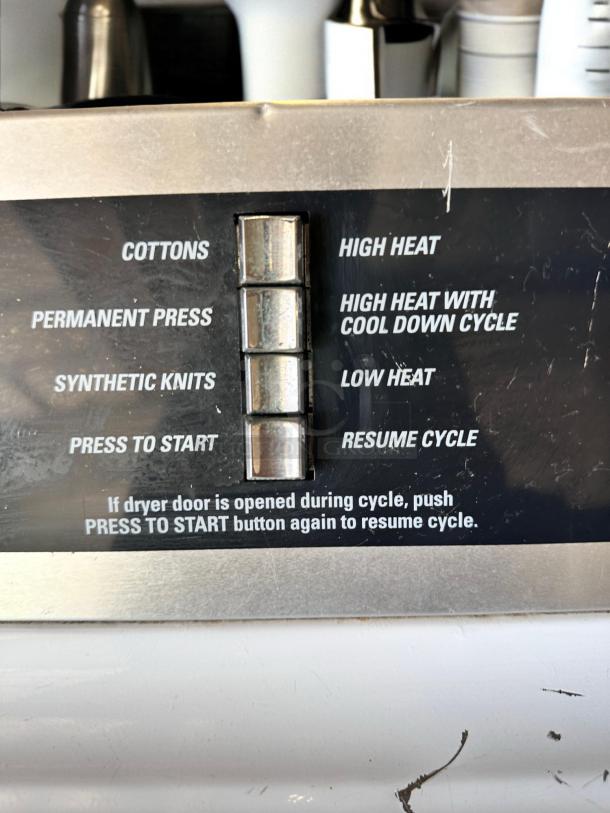 COTTONS HIGH HEAT
PERMANENT PRESS HIGH HEAT WITH
COOL DOWN CYCLE
SYNTHETIC KNITS LOW HEAT
PRESS TO START RESUME CYCLE
If dryer door is opened during cycle, push
PRESS TO START button again to resume cycle.